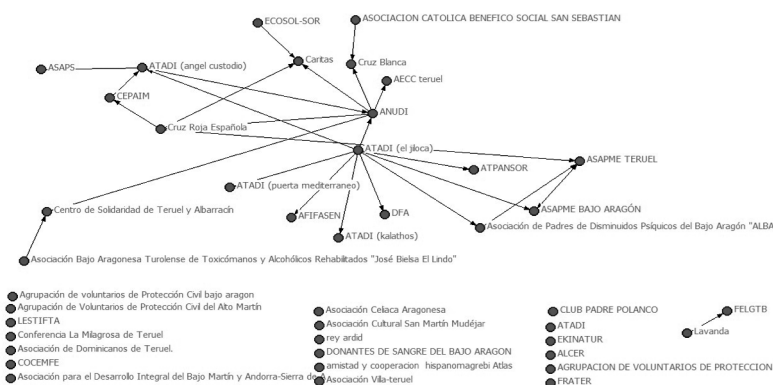 ECOSOL-SOR
ASOCIACION CATOLICA BENEFICO SOCIAL SAN SEBASTIAN
ASAPS
ATADI (angel custodio)
Caritas
Cruz Blanca
AECC teruel
CEPAIM
ANUDI
Cruz Roja Española
ATADI (el jiloca)
ASAPME TERUEL
ATPANSOR
ATADI (puerta mediterraneo)
Centro de Solidaridad de Teruel y Albarracín
AFIFASEN
DFA
ASAPME BAJO ARAGÓN
ATADI (kalathos)
Asociación de Padres de Disminuidos Psíquicos del Bajo Aragón "ALBA
Asociación Bajo Aragonesa Turolense de Toxicómanos y Alcohólicos Rehabilitados "José Bielsa El Lindo"
Agrupación de voluntarios de Protección Civil bajo aragon
Agrupación de Voluntarios de Protección Civil del Alto Martín
LESTIFTA
Conferencia La Milagrosa de Teruel
Asociación de Dominicanos de Teruel.
COCEMFE
Asociación para el Desarrollo Integral del Bajo Martín y Andorra-Sierra de A
Asociación Celiaca Aragonesa
Asociación Cultural San Martín Mudéjar
rey ardid
DONANTES DE SANGRE DEL BAJO ARAGON
amistad y cooperacion hispanomagrebi Atlas
Asociación Villa-teruel
CLUB PADRE POLANCO
ATADI
EKINATUR
ALCER
AGRUPACION DE VOLUNTARIOS DE PROTECCION
FRATER
FELGTB
Lavanda